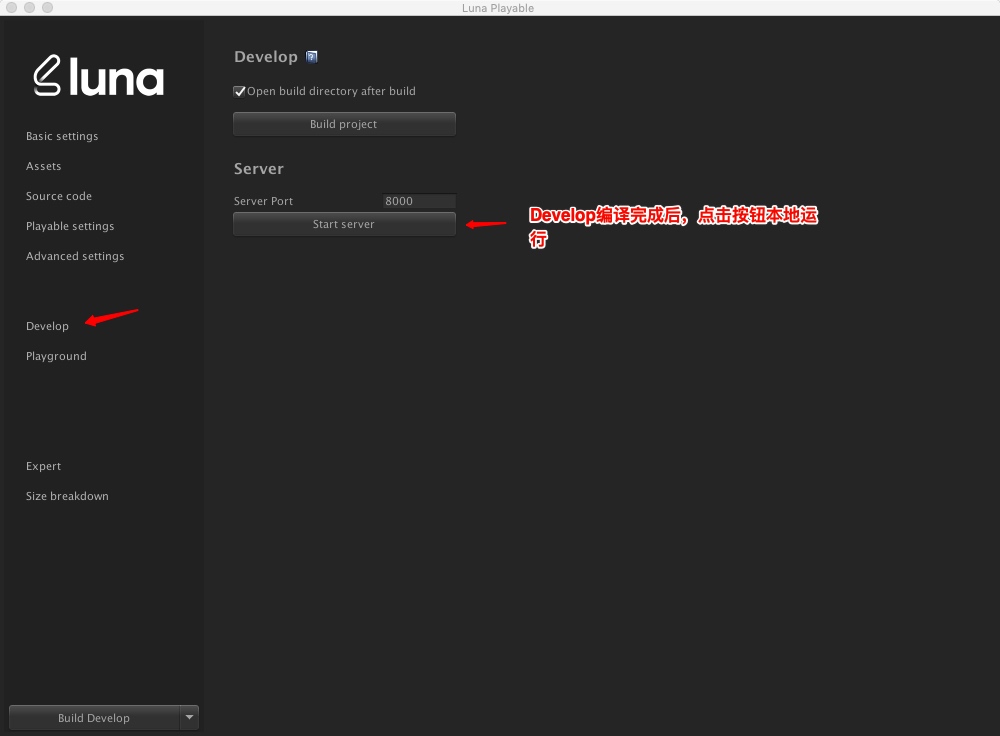 Luna Playable
luna
Basic settings
Assets
Source code
Playable settings
Advanced settings
Develop
Playground
Expert
Size breakdown
Build Develop
Develop ?
Open build directory after build
Build project
Server
Server Port 8000
Start server
Develop编译完成后，点击按钮本地运
行